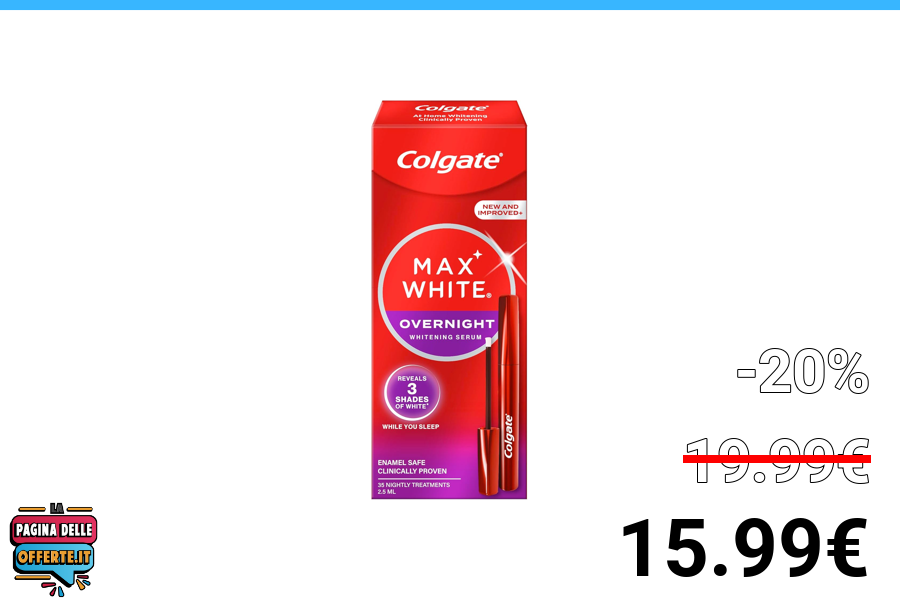 Colgate®
At Home Whitening
Clinically Proven
Colgate®
NEW AND
IMPROVED+
MAX
WHITE®
OVERNIGHT
WHITENING SERUM
REVEALS
3
SHADES
OF WHITE*
WHILE YOU SLEEP
Colgate
ENAMEL SAFE
CLINICALLY PROVEN
35 NIGHTLY TREATMENTS
2.5 ML
-20%
19.99€
15.99€
LA
PAGINA DELLE
OFFERTE.IT